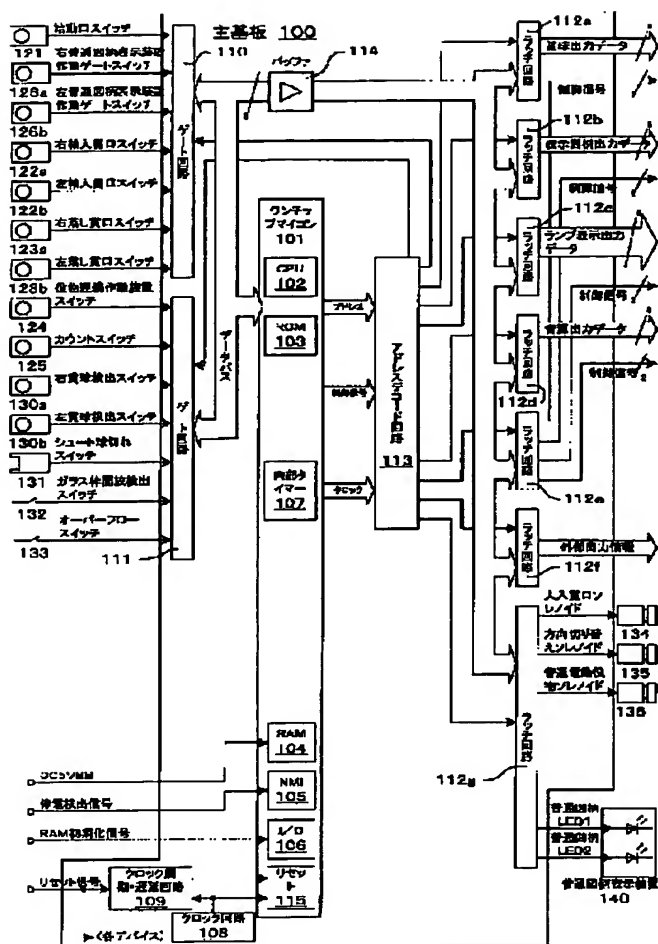 主基板 100
始動口スイッチ
121
右普通図柄表示装置
作動ゲートスイッチ
126a
左普通図柄表示装置
作動ゲートスイッチ
126b
右袖入賞口スイッチ
122a
左袖入賞口スイッチ
122b
右落し賞口スイッチ
123a
左落し賞口スイッチ
スイッチ
124
カウントスイッチ
125
右賞球検出スイッチ
130a
左賞球検出スイッチ
130b
シュート球切れ
スイッチ
131
ガラス枠開放検出
スイッチ
132
オーバーフロー
スイッチ
133
110
ゲート回路
ゲート回路
111
バッファ
114
データバス
ワンチップマイコン
101
CPU
102
ROM
103
内部タイマー
107
RAM
104
NMI
105
I/O
106
リセット
115
アドレス
制御信号
クロック
アドレスデコード回路
113
停電検出信号
RAM初期化信号
リセット信号
クロック同期・遅延回路
109
クロック回路
108
(各デバイス)
112a
ラッチ回路
賞球出力データ
制御信号
112b
ラッチ回路
表示図柄出力データ
制御信号
112c
ラッチ回路
ランプ表示出力
データ
制御信号
ラッチ回路
音声出力データ
112d
制御信号
ラッチ回路
112e
ラッチ回路
外部出力情報
112f
大入賞口ソ
レノイド
134
方向切り替
えソレノイド
135
普通電動役
物ソレノイド
136
ラッチ回路
112g
普通図柄
LED1
普通図柄
LED2
普通図柄表示装置
140